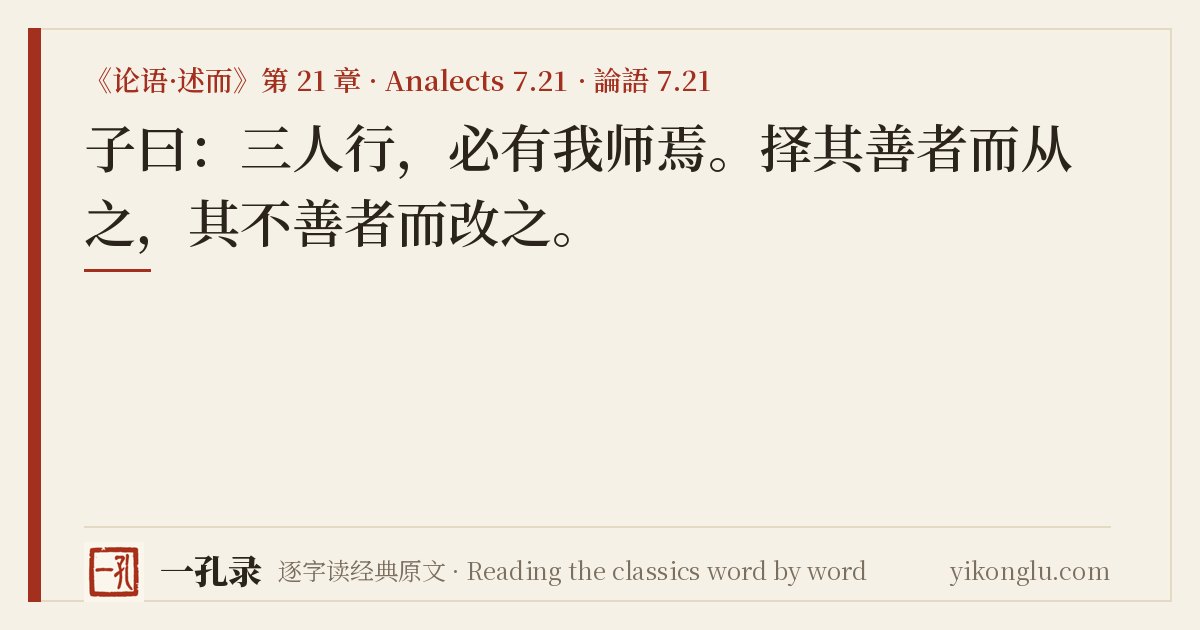 《论语·述而》第 21 章 · Analects 7.21 · 論語 7.21
子曰：三人行，必有我师焉。择其善者而从
之，其不善者而改之。
一孔 一孔录 逐字读经典原文 · Reading the classics word by word yikonglu.com